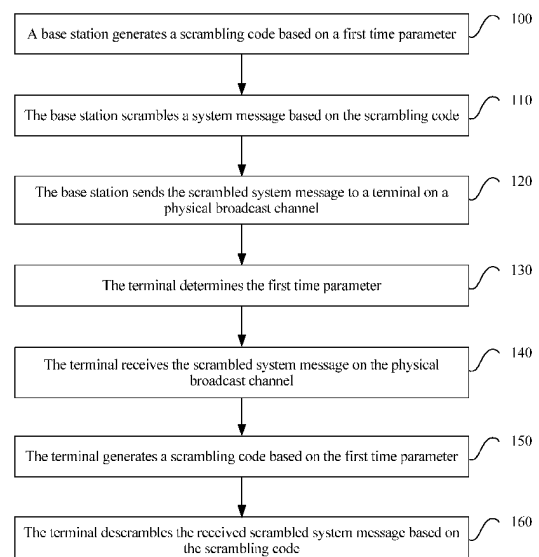 A base station generates a scrambling code based on a first time parameter
100
The base station scrambles a system message based on the scrambling code
110
The base station sends the scrambled system message to a terminal on a
physical broadcast channel
120
The terminal determines the first time parameter
130
The terminal receives the scrambled system message on the physical
broadcast channel
140
The terminal generates a scrambling code based on the first time parameter
150
The terminal descrambles the received scrambled system message based on
the scrambling code
160